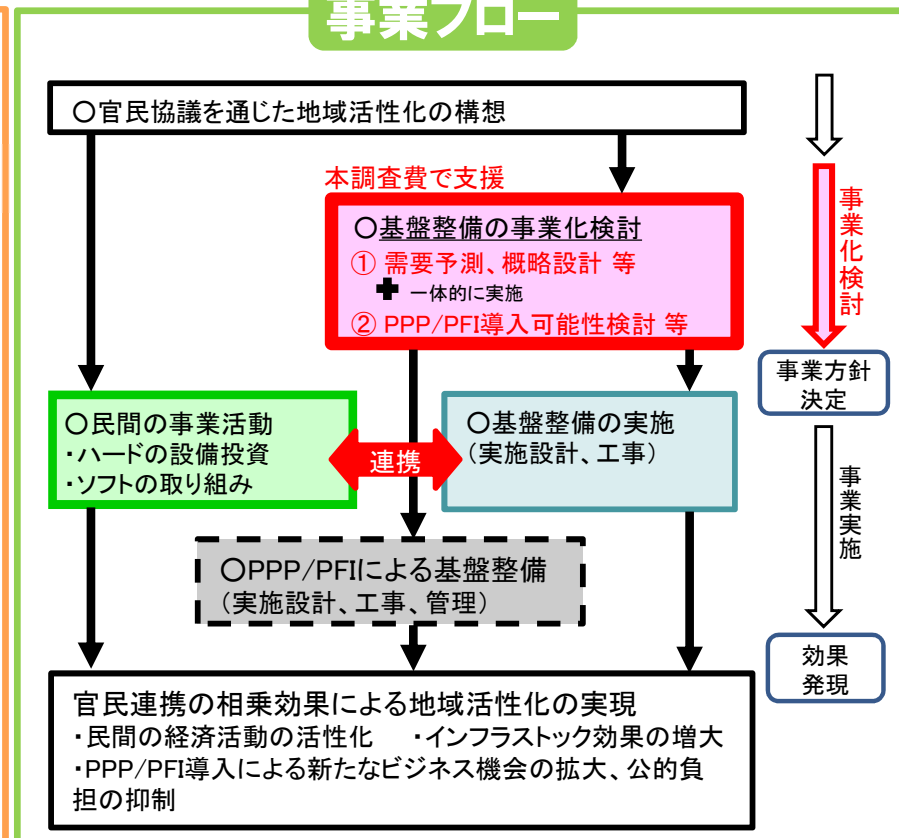 事業フロー
〇官民協議を通じた地域活性化の構想
本調査費で支援
〇基盤整備の事業化検討
① 需要予測、概略設計 等
✚ 一体的に実施
② PPP/PFI導入可能性検討 等
事業化検討
事業方針
決定
〇民間の事業活動
・ハードの設備投資
・ソフトの取り組み
連携
〇基盤整備の実施
(実施設計、工事)
事業実施
〇PPP/PFIによる基盤整備
(実施設計、工事、管理)
効果
発現
官民連携の相乗効果による地域活性化の実現
・民間の経済活動の活性化 ・インフラストック効果の増大
・PPP/PFI導入による新たなビジネス機会の拡大、公的負
担の抑制